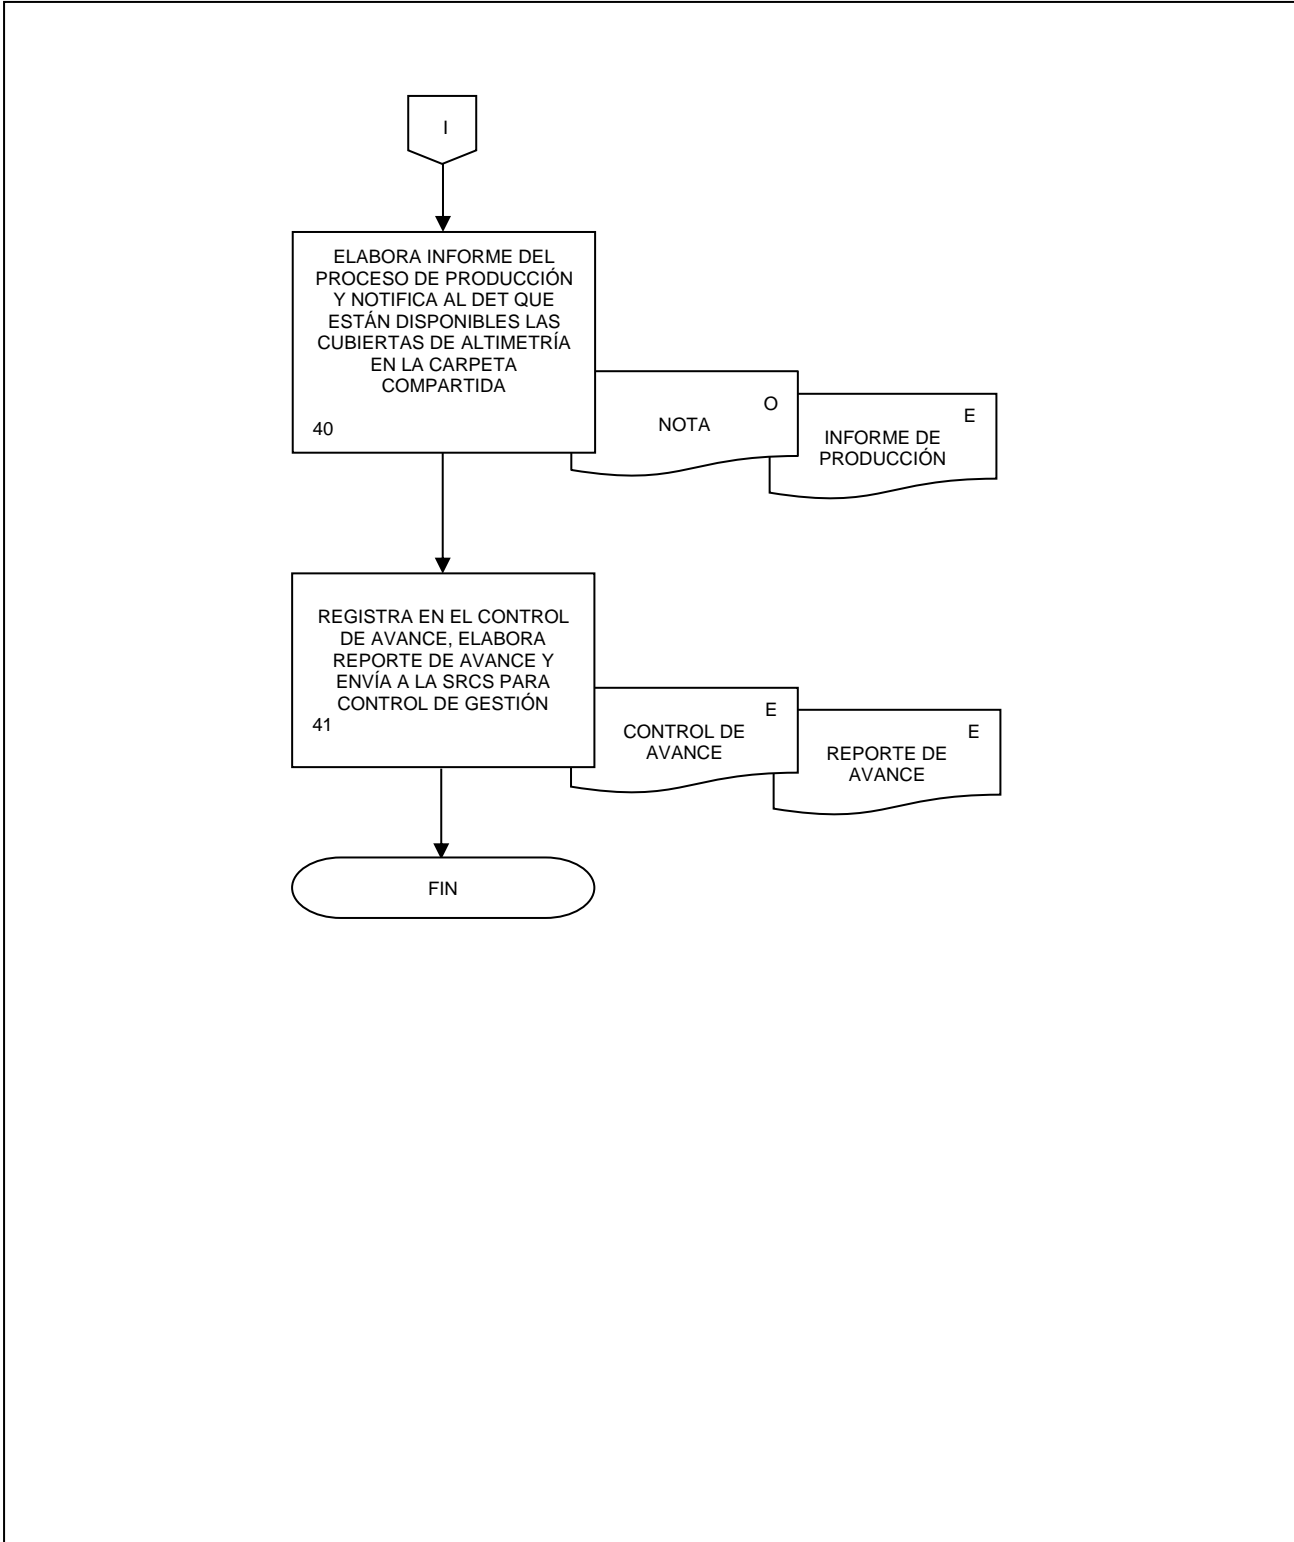 I
ELABORA INFORME DEL
PROCESO DE PRODUCCIÓN
Y NOTIFICA AL DET QUE
ESTÁN DISPONIBLES LAS
CUBIERTAS DE ALTIMETRÍA
EN LA CARPETA
COMPARTIDA
40
O
NOTA
E
INFORME DE
PRODUCCIÓN
REGISTRA EN EL CONTROL
DE AVANCE, ELABORA
REPORTE DE AVANCE Y
ENVÍA A LA SRCS PARA
CONTROL DE GESTIÓN
41
E
CONTROL DE
AVANCE
E
REPORTE DE
AVANCE
FIN